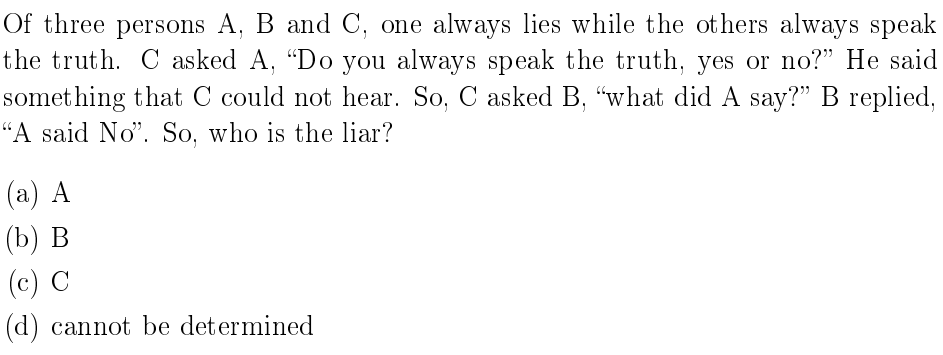 Of three persons A, B and C, one always lies while the others always speak
the truth. C asked A, “Do you always speak the truth, yes or no?” He said
something that C could not hear. So, C asked B, “what did A say?” B replied,
“A said No”. So, who is the liar?
(a) A
(b) B
(c) C
(d) cannot be determined